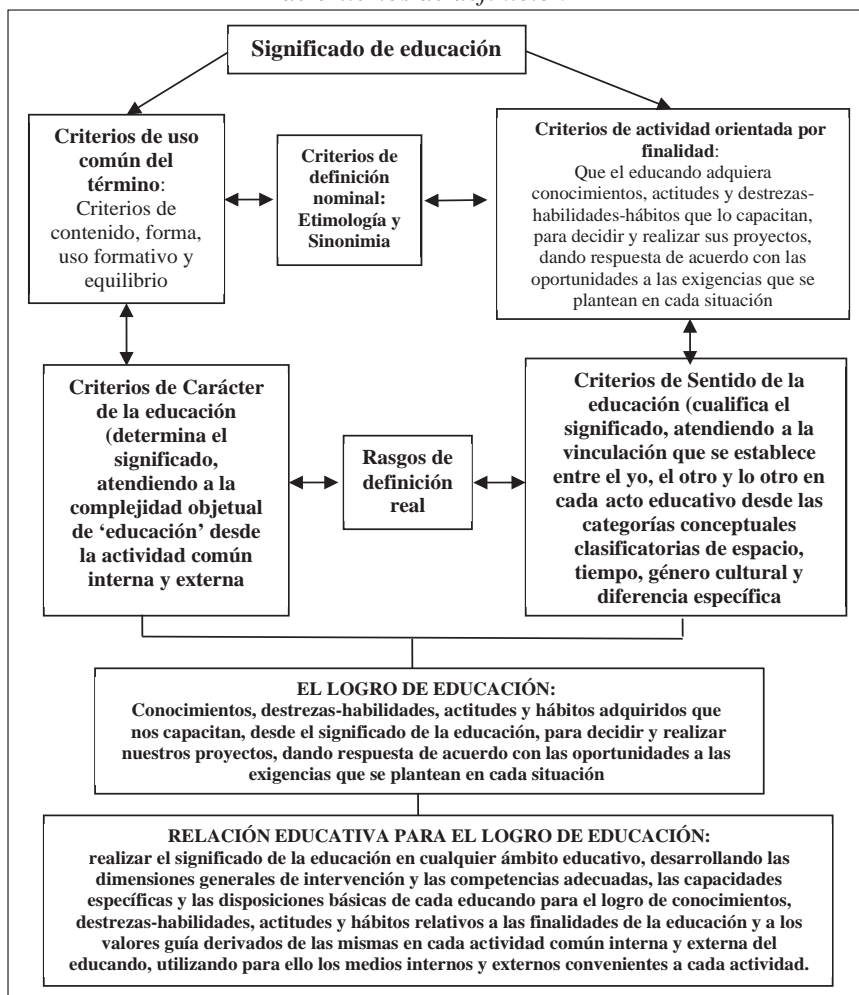 Significado de educación
Criterios de uso
común del
término:
Criterios de
contenido, forma,
uso formativo y
equilibrio
Criterios de
definición
nominal:
Etimología y
Sinonimia
Criterios de actividad orientada por
finalidad:
Que el educando adquiera
conocimientos, actitudes y destrezas-
habilidades-hábitos que lo capacitan,
para decidir y realizar sus proyectos,
dando respuesta de acuerdo con las
oportunidades a las exigencias que se
plantean en cada situación
Criterios de Carácter
de la educación
(determina el
significado,
atendiendo a la
complejidad objetual
de ‘educación’ desde
la actividad común
interna y externa
Rasgos de
definición
real
Criterios de Sentido de la
educación (cualifica el
significado, atendiendo a la
vinculación que se establece
entre el yo, el otro y lo otro en
cada acto educativo desde las
categorías conceptuales
clasificatorias de espacio,
tiempo, género cultural y
diferencia específica
EL LOGRO DE EDUCACIÓN:
Conocimientos, destrezas-habilidades, actitudes y hábitos adquiridos que
nos capacitan, desde el significado de la educación, para decidir y realizar
nuestros proyectos, dando respuesta de acuerdo con las oportunidades a las
exigencias que se plantean en cada situación
RELACIÓN EDUCATIVA PARA EL LOGRO DE EDUCACIÓN:
realizar el significado de la educación en cualquier ámbito educativo, desarrollando las
dimensiones generales de intervención y las competencias adecuadas, las capacidades
específicas y las disposiciones básicas de cada educando para el logro de conocimientos,
destrezas-habilidades, actitudes y hábitos relativos a las finalidades de la educación y a los
valores guía derivados de las mismas en cada actividad común interna y externa del
educando, utilizando para ello los medios internos y externos convenientes a cada actividad.